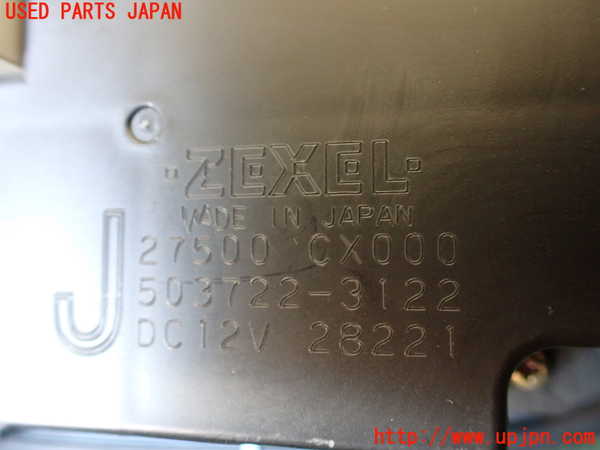 USED PARTS JAPAN
·ZEXEL·
MADE IN JAPAN
J
27500 CX000
503722-3122
DC12V 28221
http://www.upjpn.com/